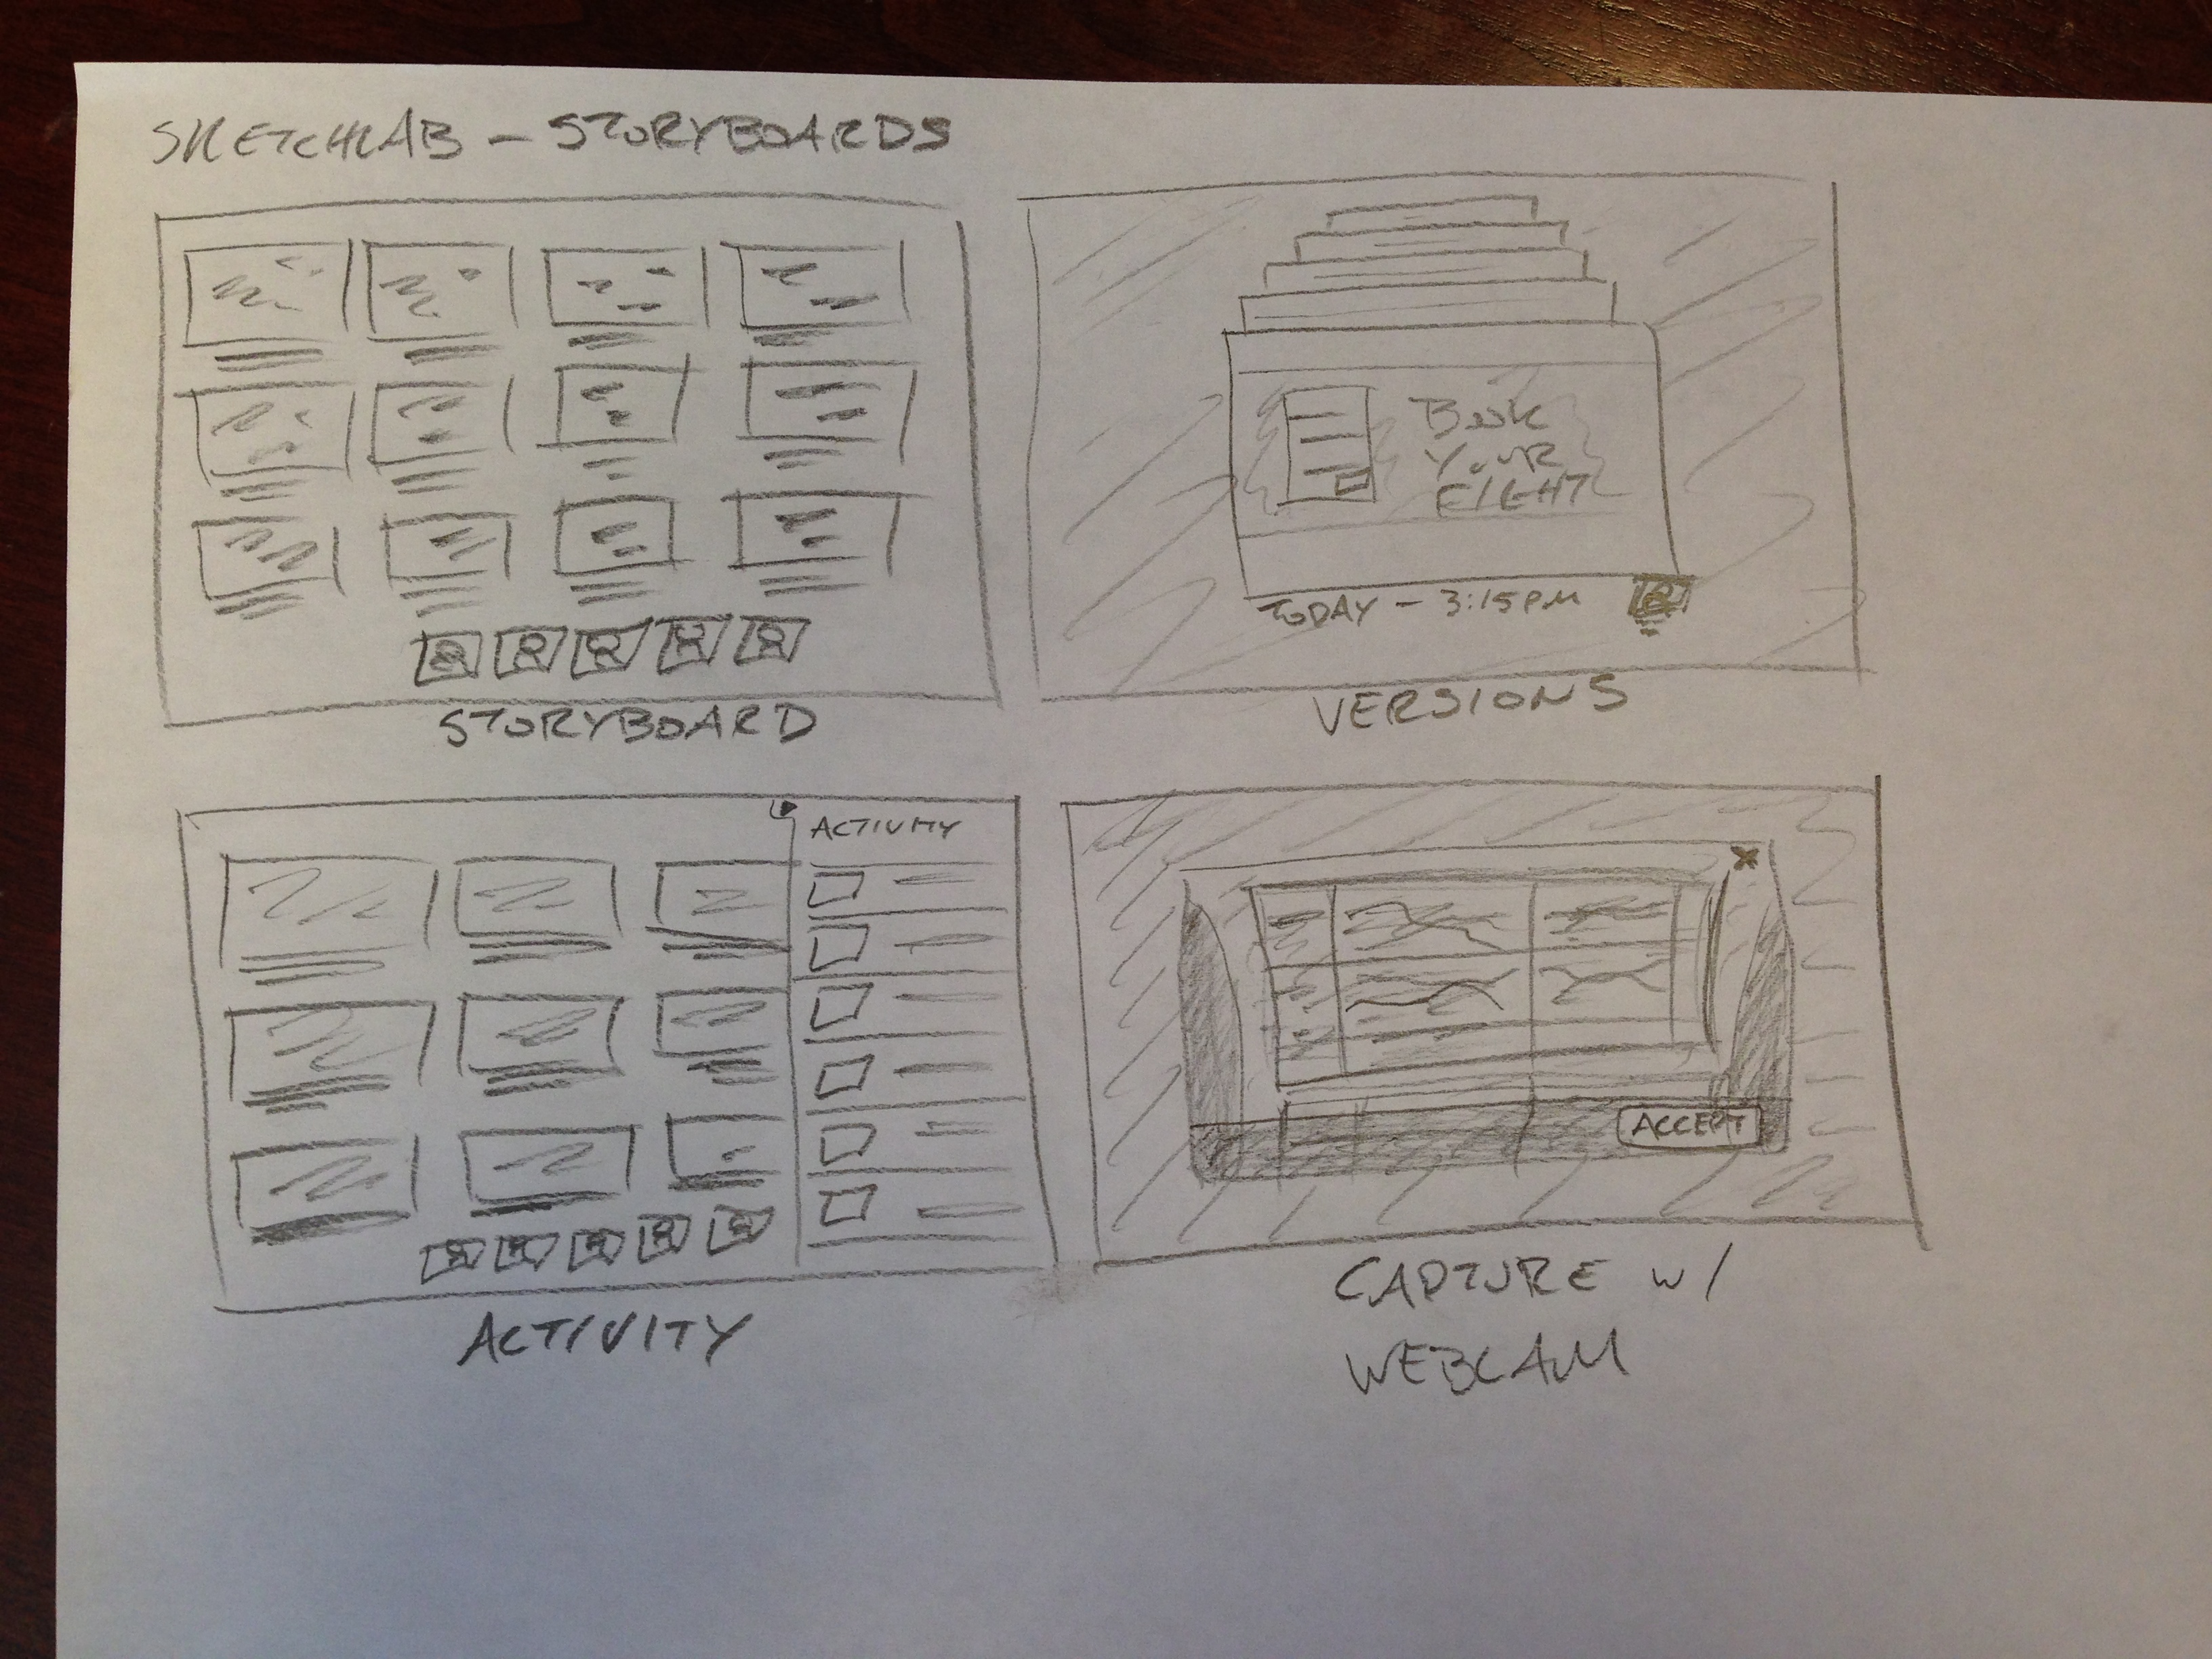 SKETCHLAB - STORYBOARDS
STORYBOARD
Book
YOUR
FLIGHT
TODAY - 3:15PM
VERSIONS
ACTIVITY
ACTIVITY
ACCEPT
CAPTURE w/
WEBCAM